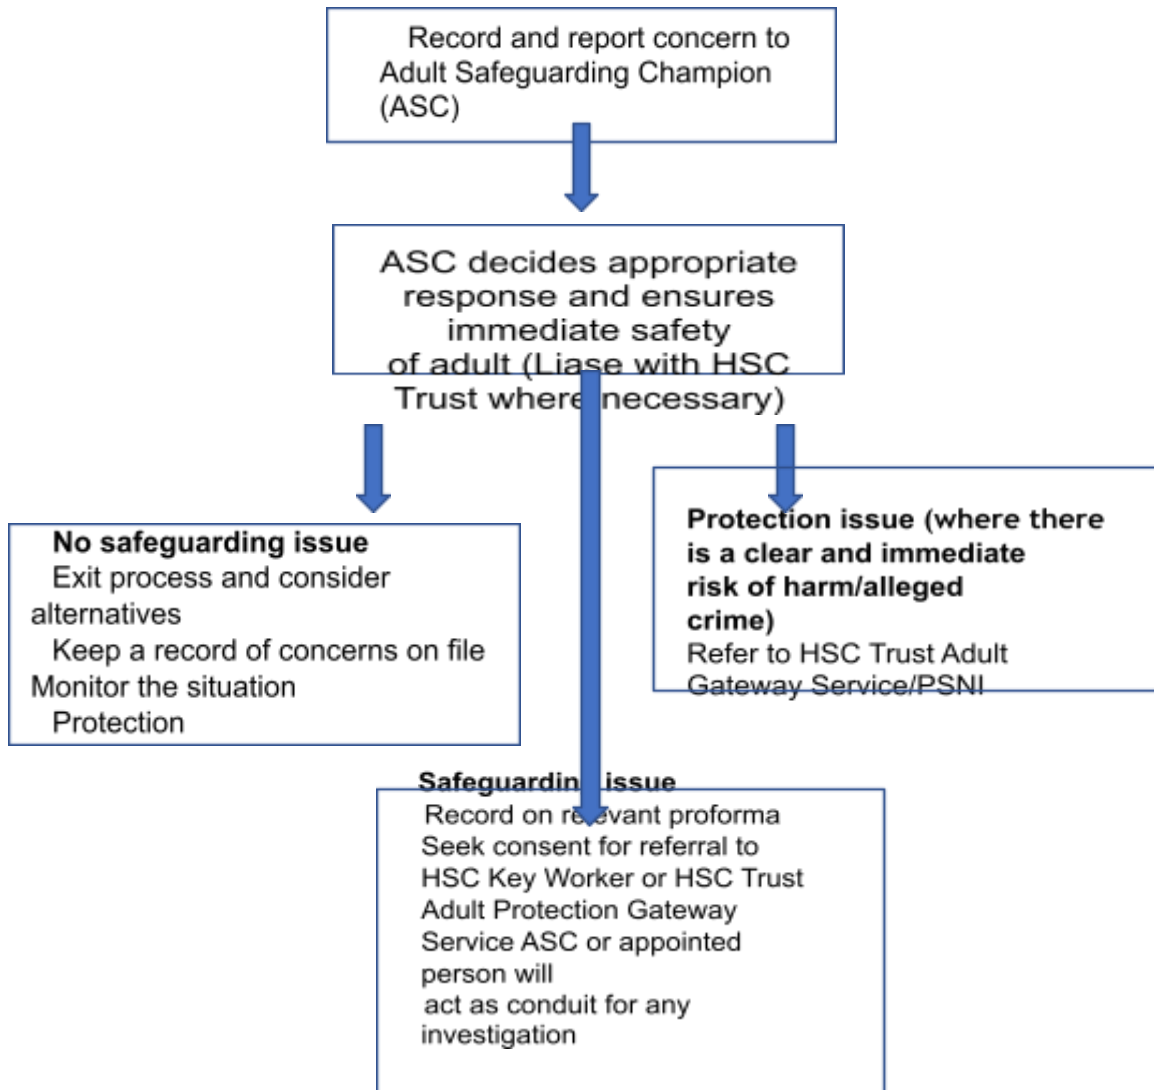 Record and report concern to
Adult Safeguarding Champion
(ASC)
ASC decides appropriate
response and ensures
immediate safety
of adult (Liase with HSC
Trust where necessary)
No safeguarding issue
Exit process and consider
alternatives
Keep a record of concerns on file
Monitor the situation
Protection
Protection issue (where there
is a clear and immediate
risk of harm/alleged
crime)
Refer to HSC Trust Adult
Gateway Service/PSNI
Safeguarding issue
Record on relevant proforma
Seek consent for referral to
HSC Key Worker or HSC Trust
Adult Protection Gateway
Service ASC or appointed
person will
act as conduit for any
investigation